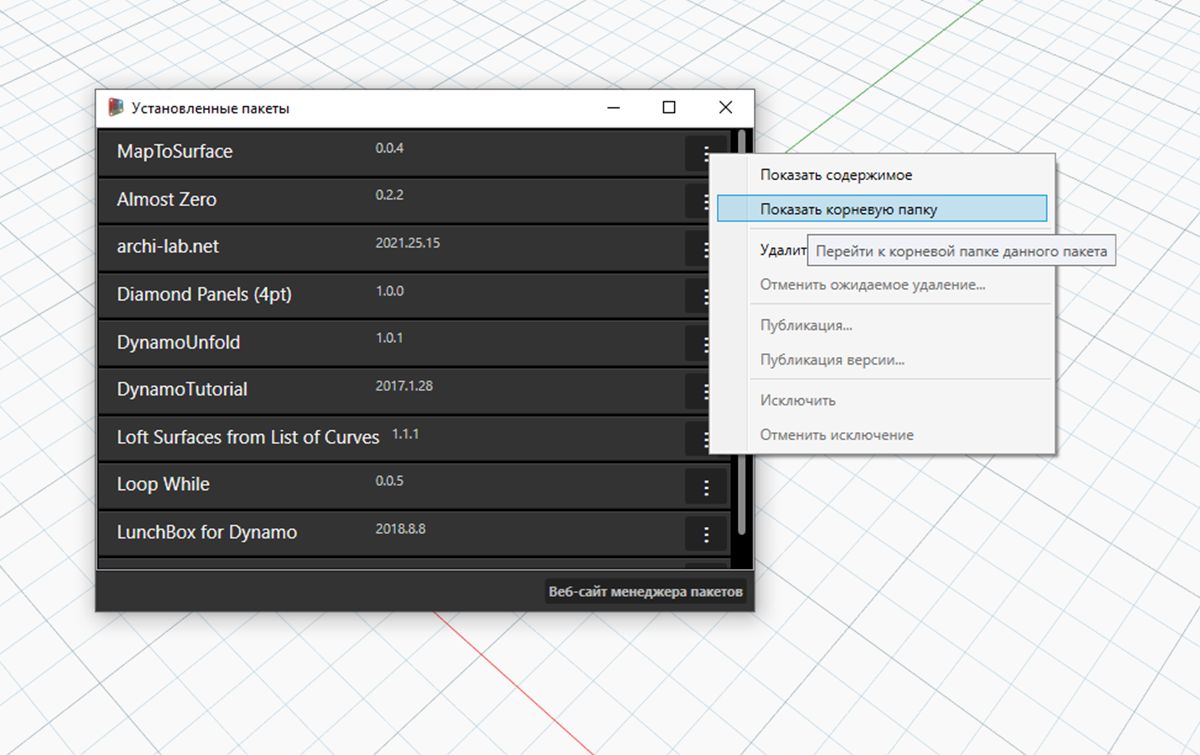 Установленные пакеты
MapToSurface 0.0.4
Almost Zero 0.2.2
archi-lab.net 2021.25.15
Diamond Panels (4pt) 1.0.0
DynamoUnfold 1.0.1
DynamoTutorial 2017.1.28
Loft Surfaces from List of Curves 1.1.1
Loop While 0.0.5
LunchBox for Dynamo 2018.8.8
Веб-сайт менеджера пакетов
Показать содержимое
Показать корневую папку
Удалит
Перейти к корневой папке данного пакета
Отменить ожидаемое удаление...
Публикация...
Публикация версии...
Исключить
Отменить исключение